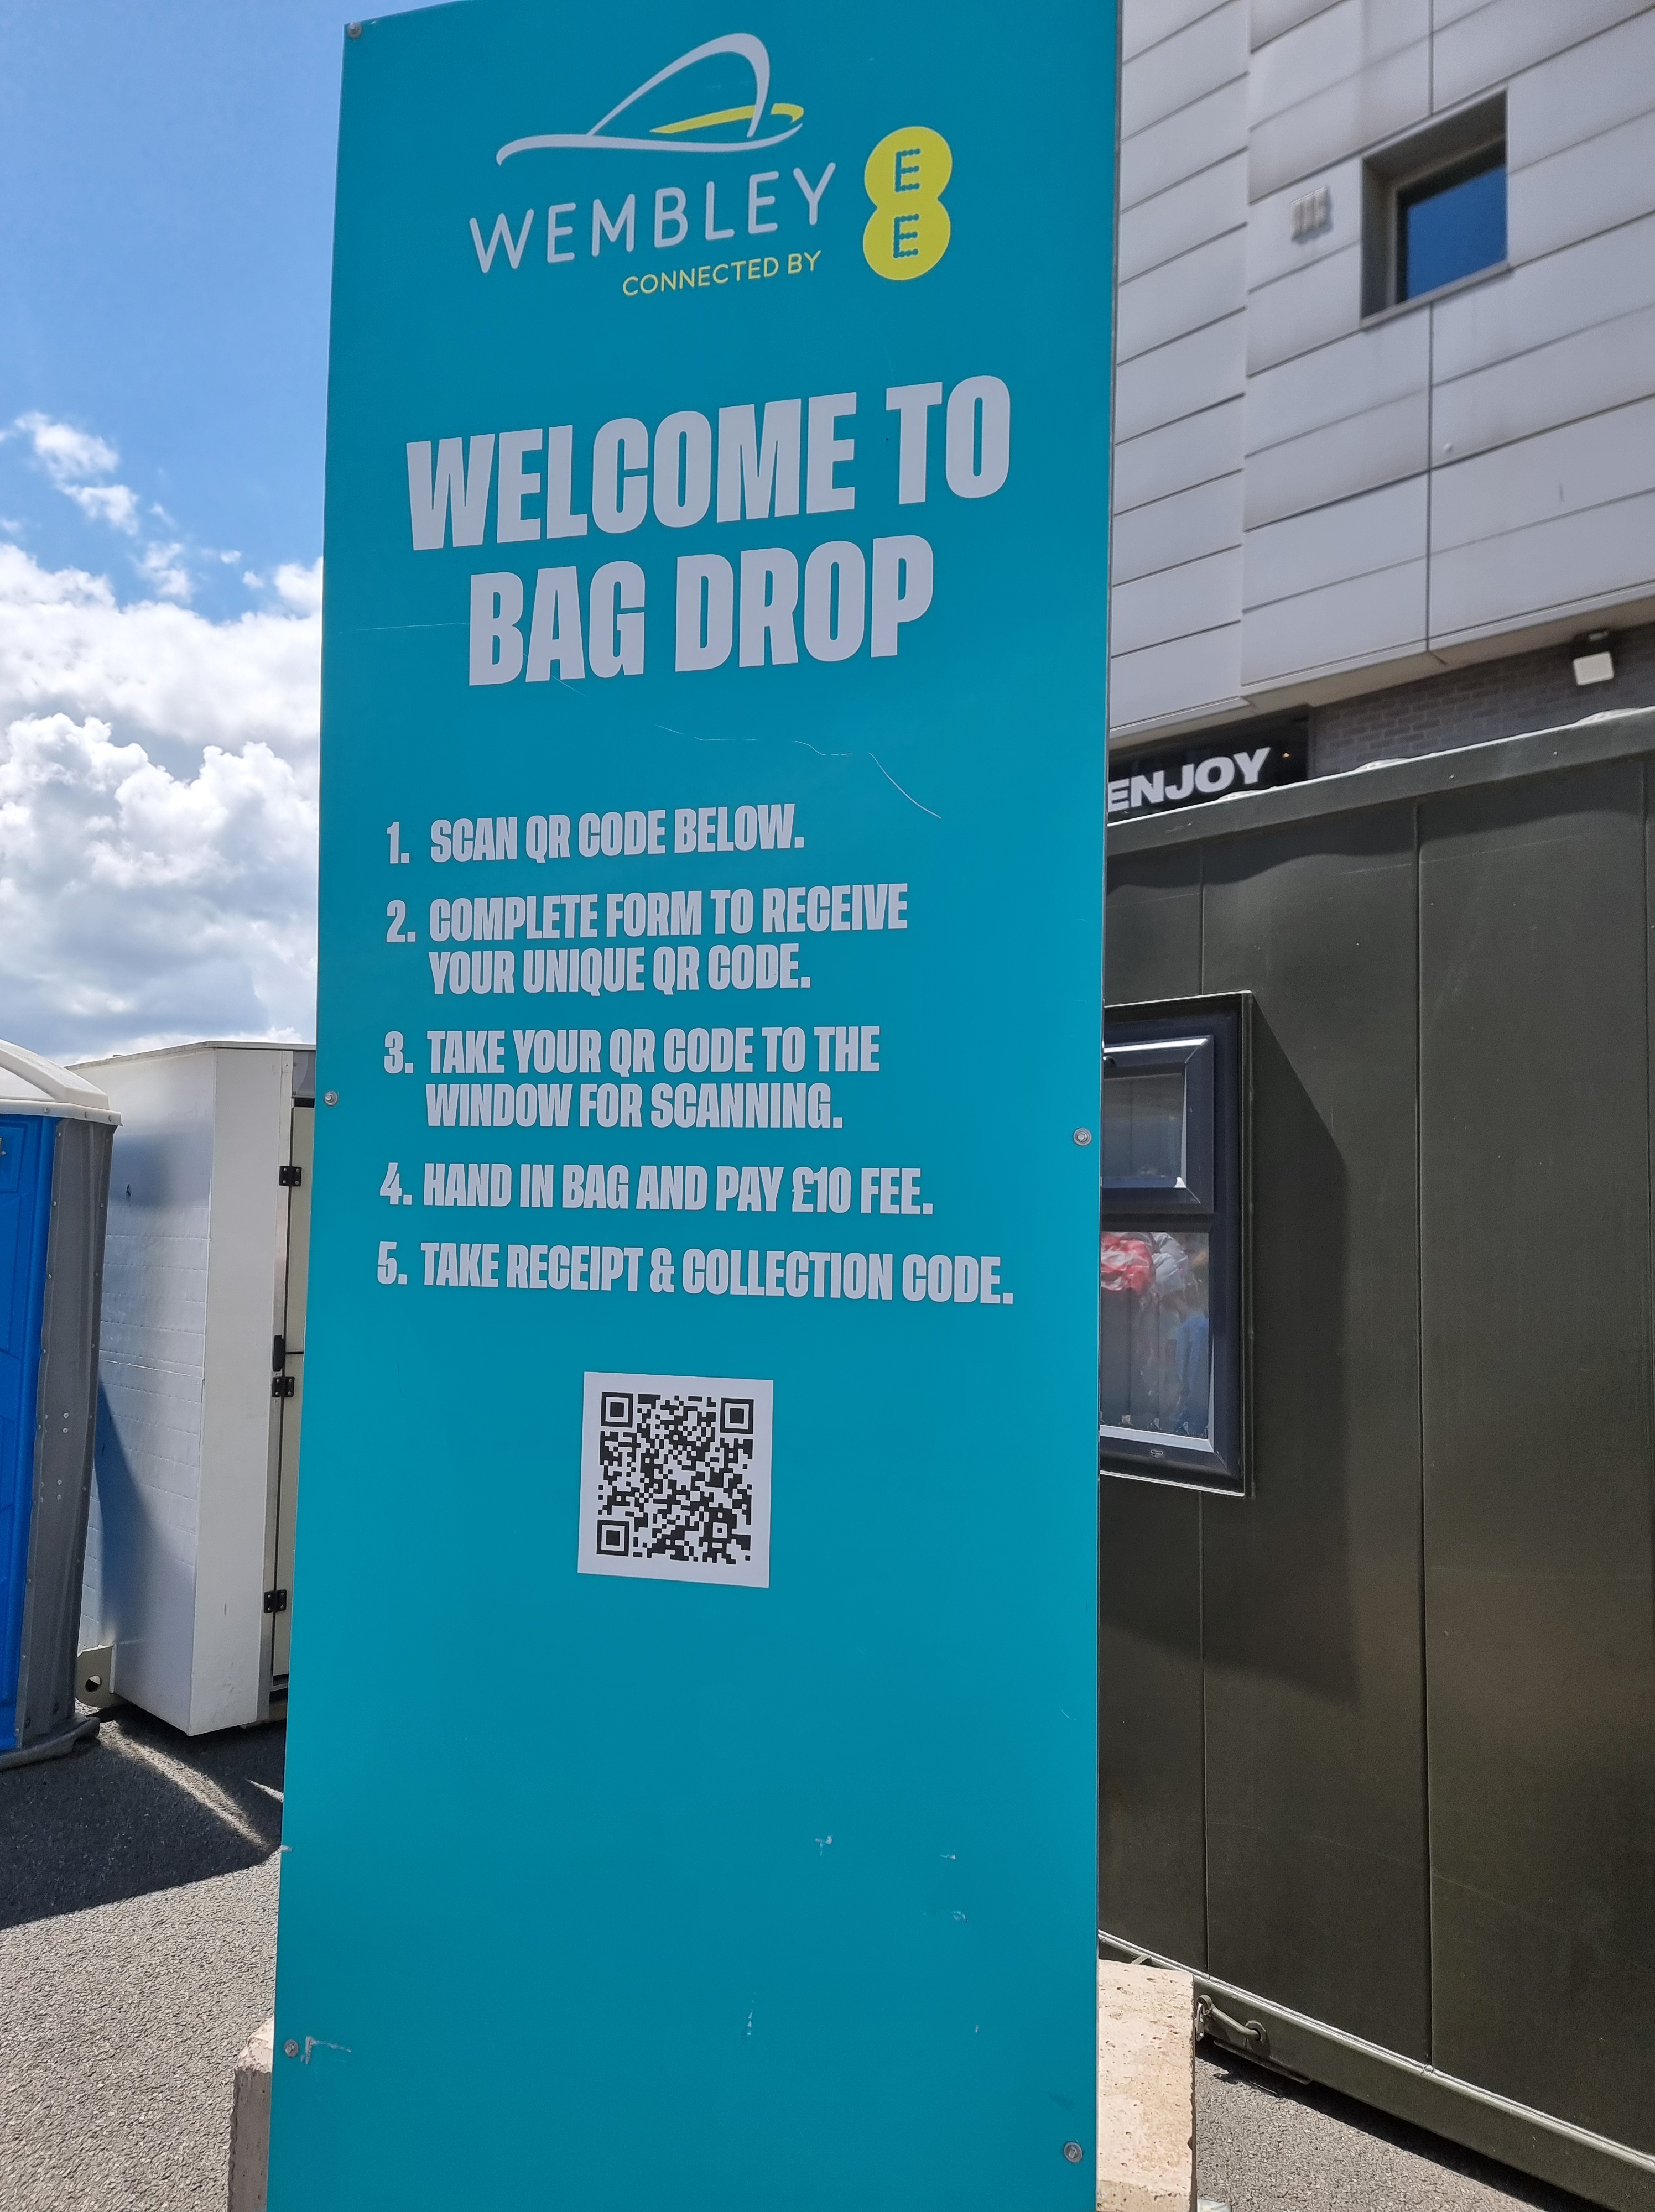 WEMBLEY
CONNECTED BY
EE
WELCOME TO
BAG DROP
1. SCAN QR CODE BELOW.
2. COMPLETE FORM TO RECEIVE
YOUR UNIQUE QR CODE.
3. TAKE YOUR QR CODE TO THE
WINDOW FOR SCANNING.
4. HAND IN BAG AND PAY £10 FEE.
5. TAKE RECEIPT & COLLECTION CODE.
ENJOY